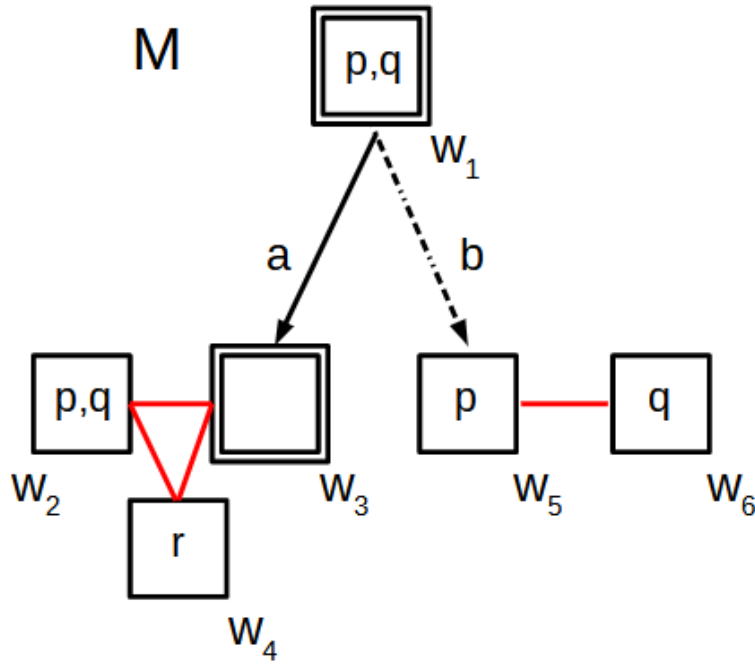 M
p,q
w₁
a b
p,q p q
w₂ w₃ w₅ w₆
r
w₄